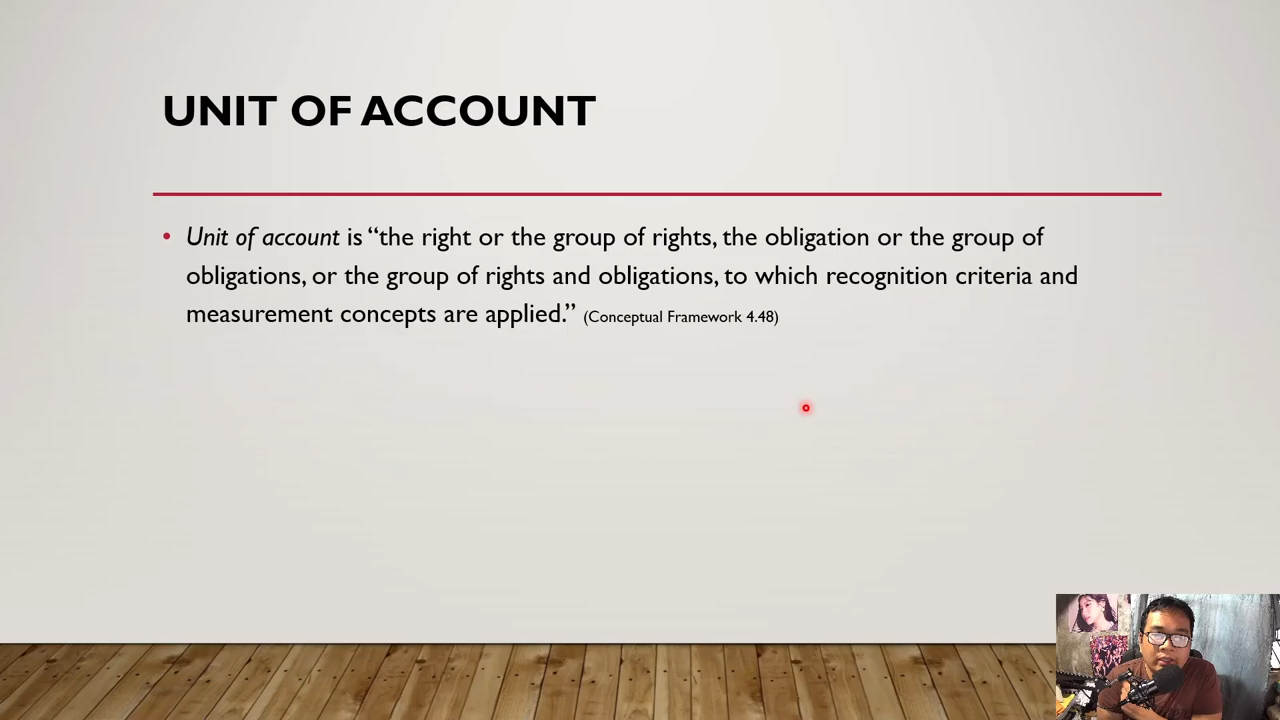 UNIT OF ACCOUNT
• Unit of account is “the right or the group of rights, the obligation or the group of
obligations, or the group of rights and obligations, to which recognition criteria and
measurement concepts are applied.” (Conceptual Framework 4.48)